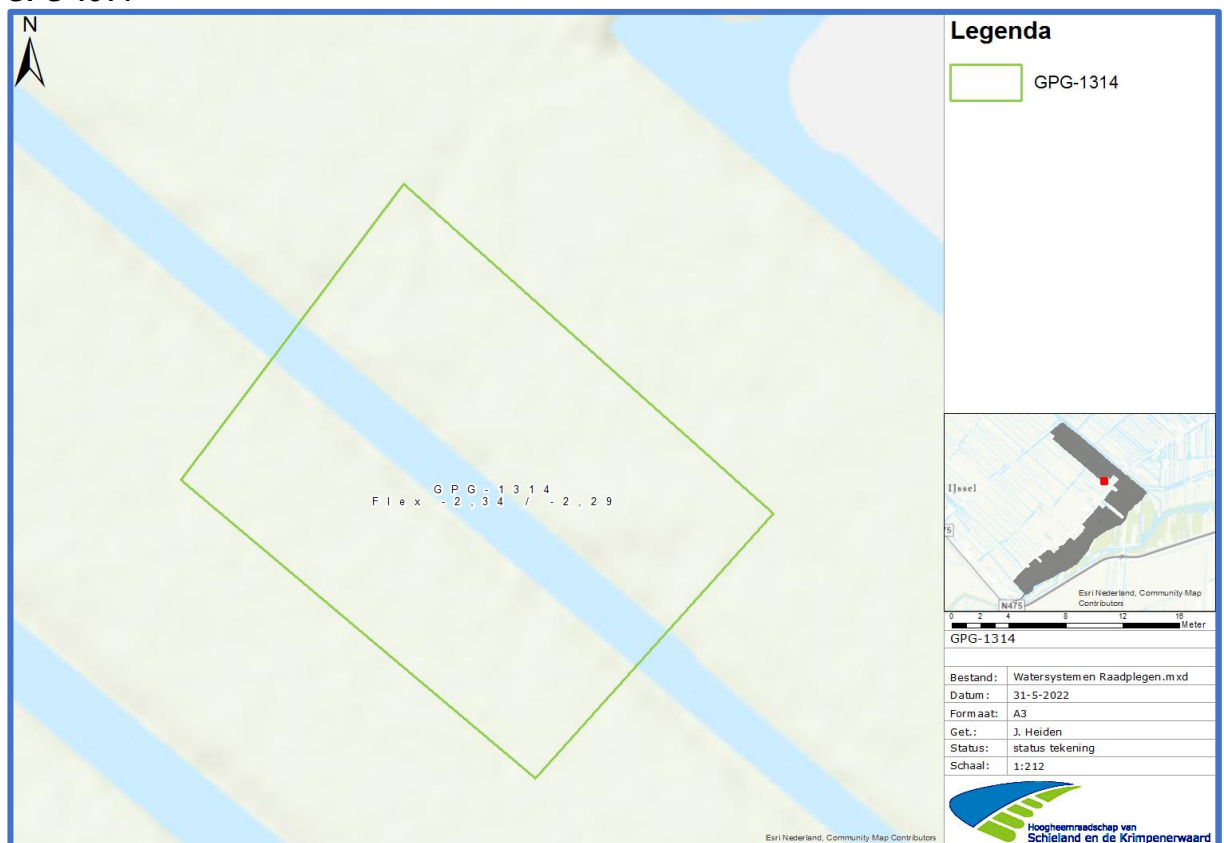 N
Legenda
GPG-1314
GPG-1314
Flex -2,34 / -2,29
IJssel
N475
Esri Nederland, Community Map
Contributors
0 2 4 8 12 16
Meter
GPG-1314
Bestand: Watersystemen Raadplegen.mxd
Datum: 31-5-2022
Formaat: A3
Get.: J. Heiden
Status: status tekening
Schaal: 1:212
Hoogheemraadschap van
Schieland en de Krimpenerwaard
Esri Nederland, Community Map Contributors